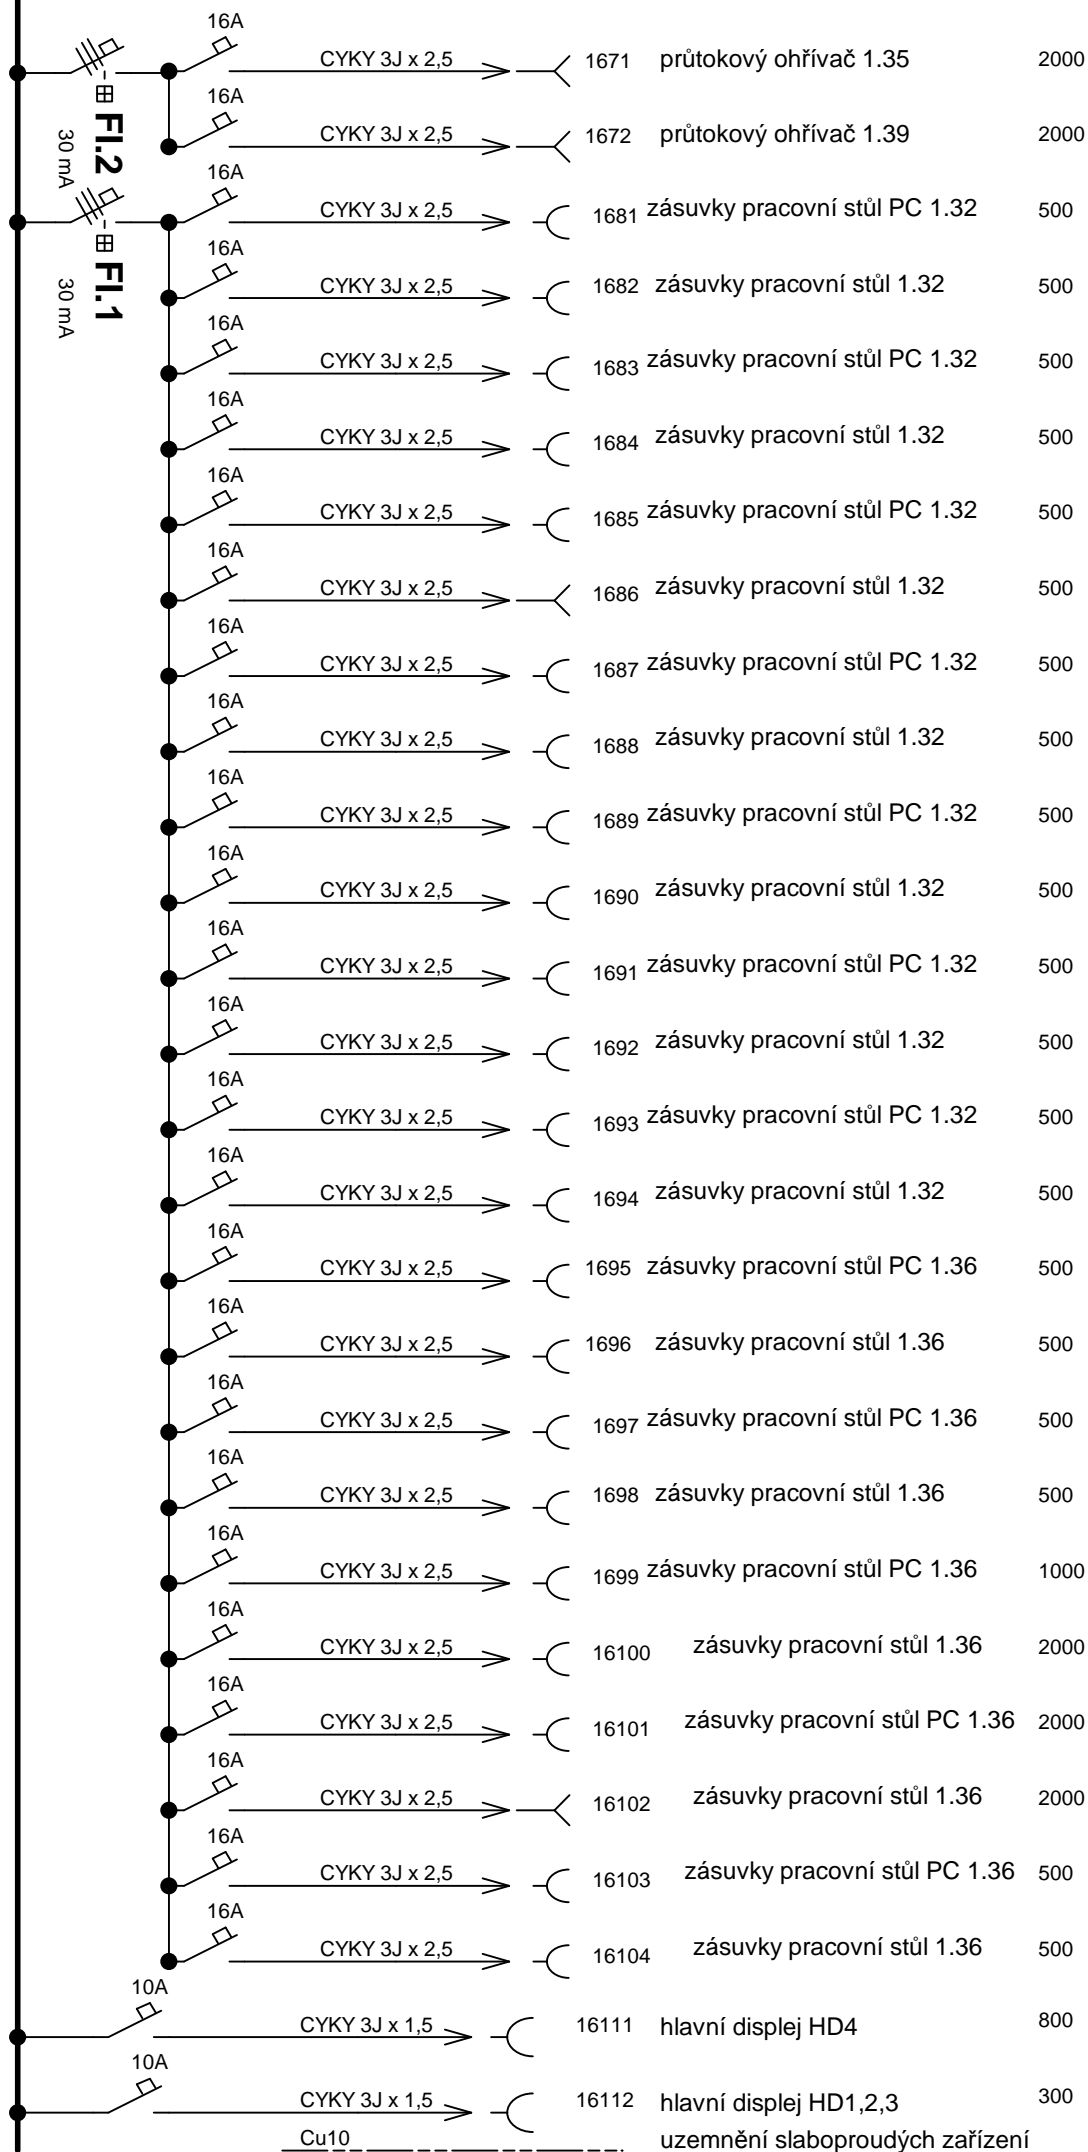 16A
CYKY 3J x 2,5 1671 průtokový ohřívač 1.35 2000
FI.2
30 mA
16A
CYKY 3J x 2,5 1672 průtokový ohřívač 1.39 2000
16A
CYKY 3J x 2,5 1681 zásuvky pracovní stůl PC 1.32 500
FI.1
30 mA
16A
CYKY 3J x 2,5 1682 zásuvky pracovní stůl 1.32 500
16A
CYKY 3J x 2,5 1683 zásuvky pracovní stůl PC 1.32 500
16A
CYKY 3J x 2,5 1684 zásuvky pracovní stůl 1.32 500
16A
CYKY 3J x 2,5 1685 zásuvky pracovní stůl PC 1.32 500
16A
CYKY 3J x 2,5 1686 zásuvky pracovní stůl 1.32 500
16A
CYKY 3J x 2,5 1687 zásuvky pracovní stůl PC 1.32 500
16A
CYKY 3J x 2,5 1688 zásuvky pracovní stůl 1.32 500
16A
CYKY 3J x 2,5 1689 zásuvky pracovní stůl PC 1.32 500
16A
CYKY 3J x 2,5 1690 zásuvky pracovní stůl 1.32 500
16A
CYKY 3J x 2,5 1691 zásuvky pracovní stůl PC 1.32 500
16A
CYKY 3J x 2,5 1692 zásuvky pracovní stůl 1.32 500
16A
CYKY 3J x 2,5 1693 zásuvky pracovní stůl PC 1.32 500
16A
CYKY 3J x 2,5 1694 zásuvky pracovní stůl 1.32 500
16A
CYKY 3J x 2,5 1695 zásuvky pracovní stůl PC 1.36 500
16A
CYKY 3J x 2,5 1696 zásuvky pracovní stůl 1.36 500
16A
CYKY 3J x 2,5 1697 zásuvky pracovní stůl PC 1.36 500
16A
CYKY 3J x 2,5 1698 zásuvky pracovní stůl 1.36 500
16A
CYKY 3J x 2,5 1699 zásuvky pracovní stůl PC 1.36 1000
16A
CYKY 3J x 2,5 16100 zásuvky pracovní stůl 1.36 2000
16A
CYKY 3J x 2,5 16101 zásuvky pracovní stůl PC 1.36 2000
16A
CYKY 3J x 2,5 16102 zásuvky pracovní stůl 1.36 2000
16A
CYKY 3J x 2,5 16103 zásuvky pracovní stůl PC 1.36 500
16A
CYKY 3J x 2,5 16104 zásuvky pracovní stůl 1.36 500
10A
CYKY 3J x 1,5 16111 hlavní displej HD4 800
10A
CYKY 3J x 1,5 16112 hlavní displej HD1,2,3 300
Cu10 uzemnění slaboproudých zařízení